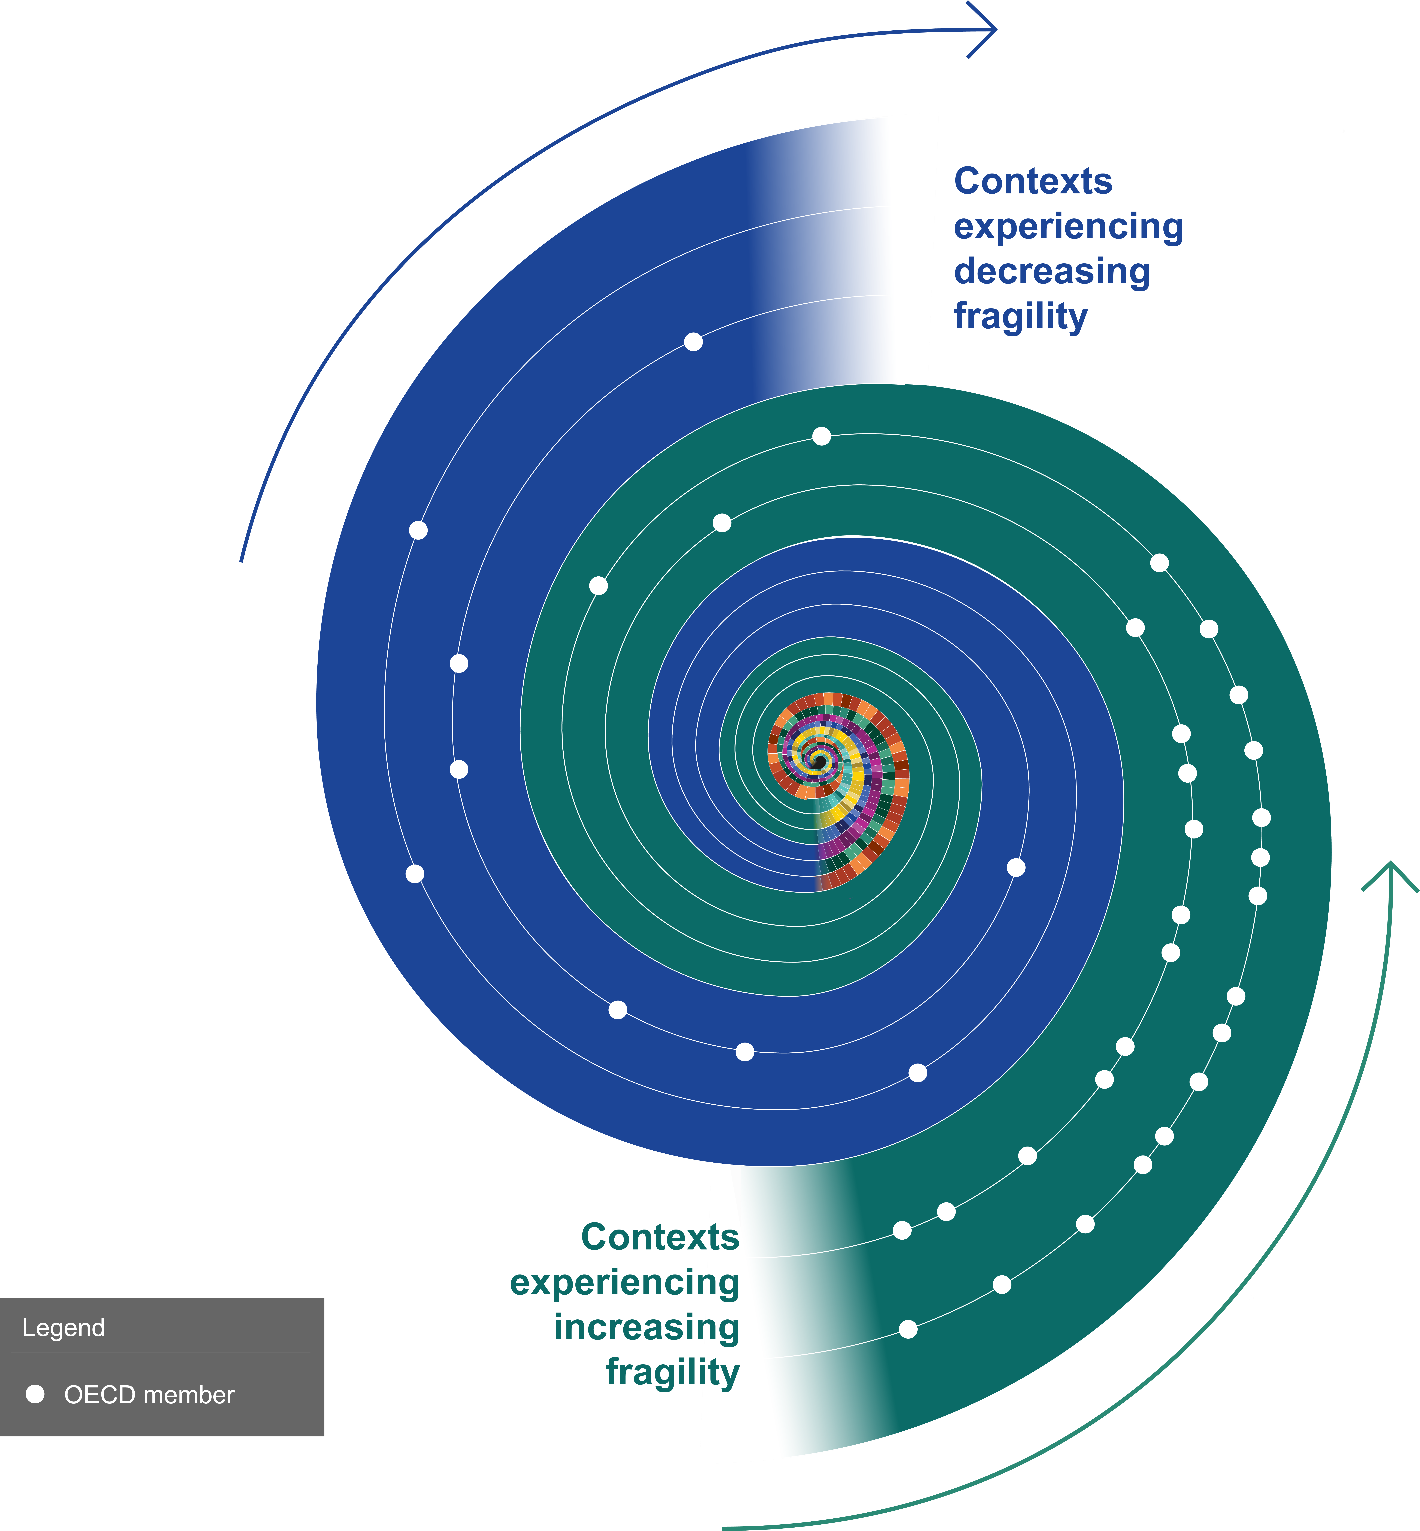 Contexts
experiencing
decreasing
fragility
Contexts
experiencing
increasing
fragility
Legend
OECD member